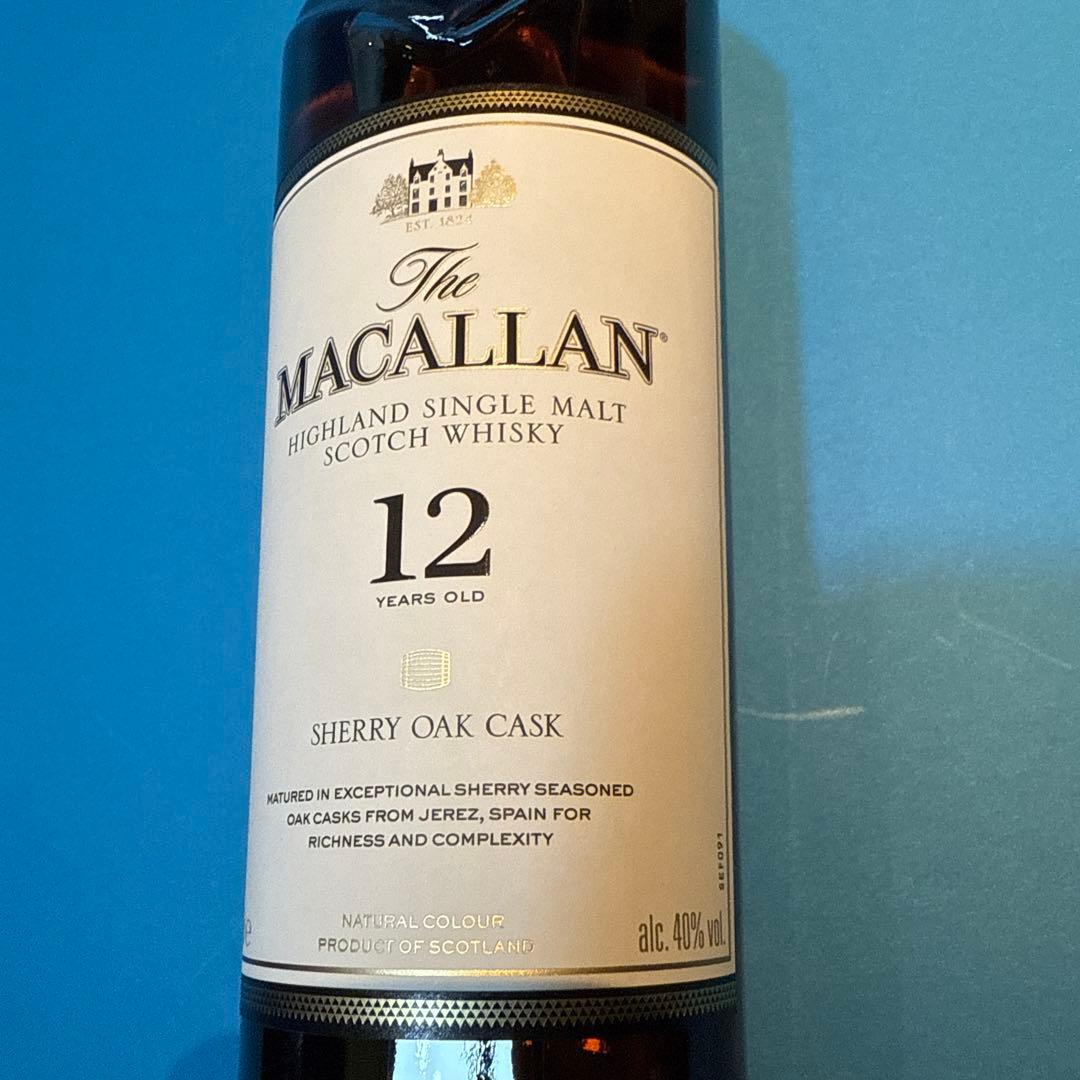 EST. 1824
The
MACALLAN®
HIGHLAND SINGLE MALT
SCOTCH WHISKY
12
YEARS OLD
SHERRY OAK CASK
MATURED IN EXCEPTIONAL SHERRY SEASONED
OAK CASKS FROM JEREZ, SPAIN FOR
RICHNESS AND COMPLEXITY
NATURAL COLOUR
PRODUCT OF SCOTLAND
e
alc. 40% vol.